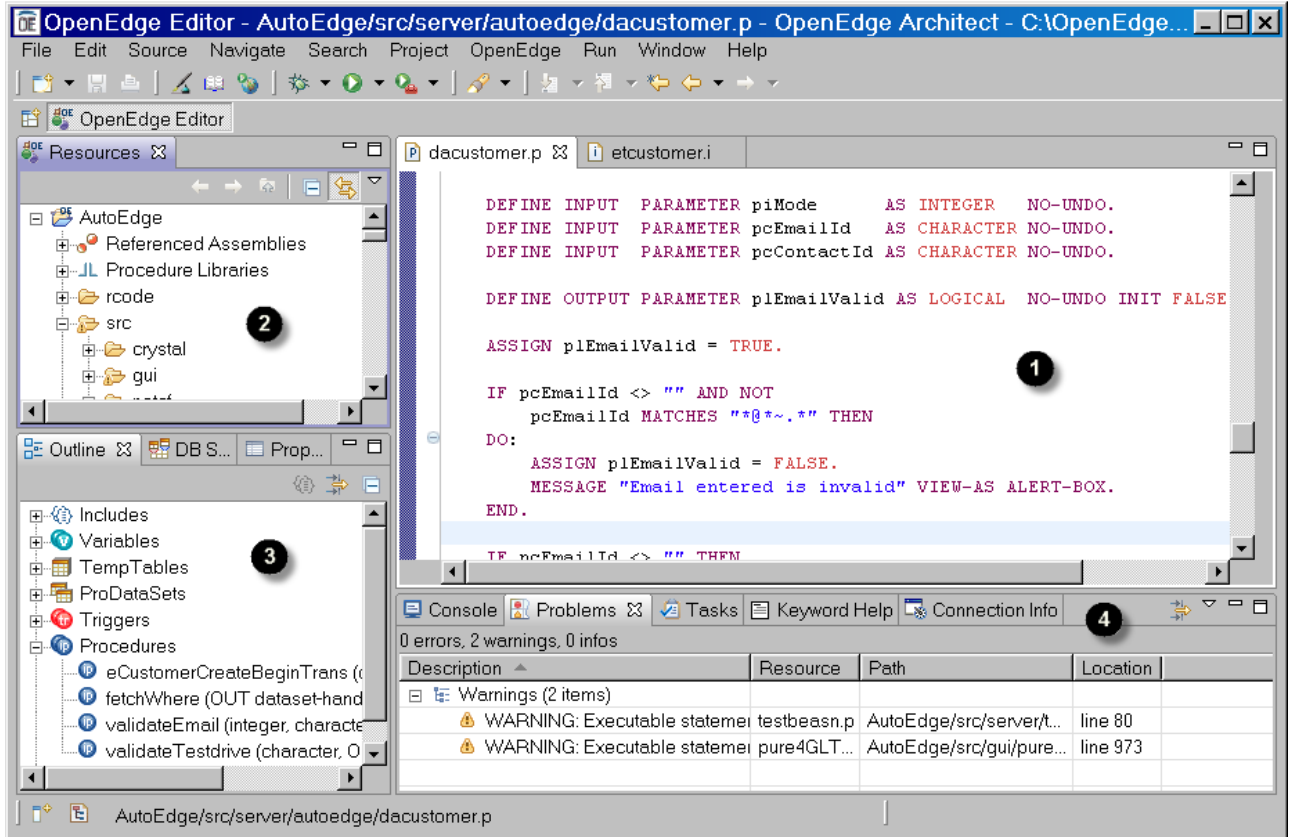 OpenEdge Editor - AutoEdge/src/server/autoedge/dacustomer.p - OpenEdge Architect - C:\OpenEdge...
File Edit Source Navigate Search Project OpenEdge Run Window Help
OpenEdge Editor
Resources
AutoEdge
Referenced Assemblies
Procedure Libraries
rcode
src
crystal
gui
2
Outline DB S... Prop...
Includes
Variables
TempTables
ProDataSets
Triggers
Procedures
eCustomerCreateBeginTrans (
fetchWhere (OUT dataset-hand
validateEmail (integer, characte
validateTestdrive (character, O
3
dacustomer.p etcustomer.i
DEFINE INPUT PARAMETER piMode AS INTEGER NO-UNDO.
DEFINE INPUT PARAMETER pcEmailId AS CHARACTER NO-UNDO.
DEFINE INPUT PARAMETER pcContactId AS CHARACTER NO-UNDO.
DEFINE OUTPUT PARAMETER plEmailValid AS LOGICAL NO-UNDO INIT FALSE
ASSIGN plEmailValid = TRUE.
IF pcEmailId <> "" AND NOT
pcEmailId MATCHES "*@*~.*" THEN
DO:
ASSIGN plEmailValid = FALSE.
MESSAGE "Email entered is invalid" VIEW-AS ALERT-BOX.
END.
IF pcEmailId <> "" THEN
1
Console Problems Tasks Keyword Help Connection Info
4
0 errors, 2 warnings, 0 infos
Description Resource Path Location
Warnings (2 items)
WARNING: Executable statemer testbeasn.p AutoEdge/src/server/t... line 80
WARNING: Executable statemer pure4GLT... AutoEdge/src/gui/pure... line 973
AutoEdge/src/server/autoedge/dacustomer.p